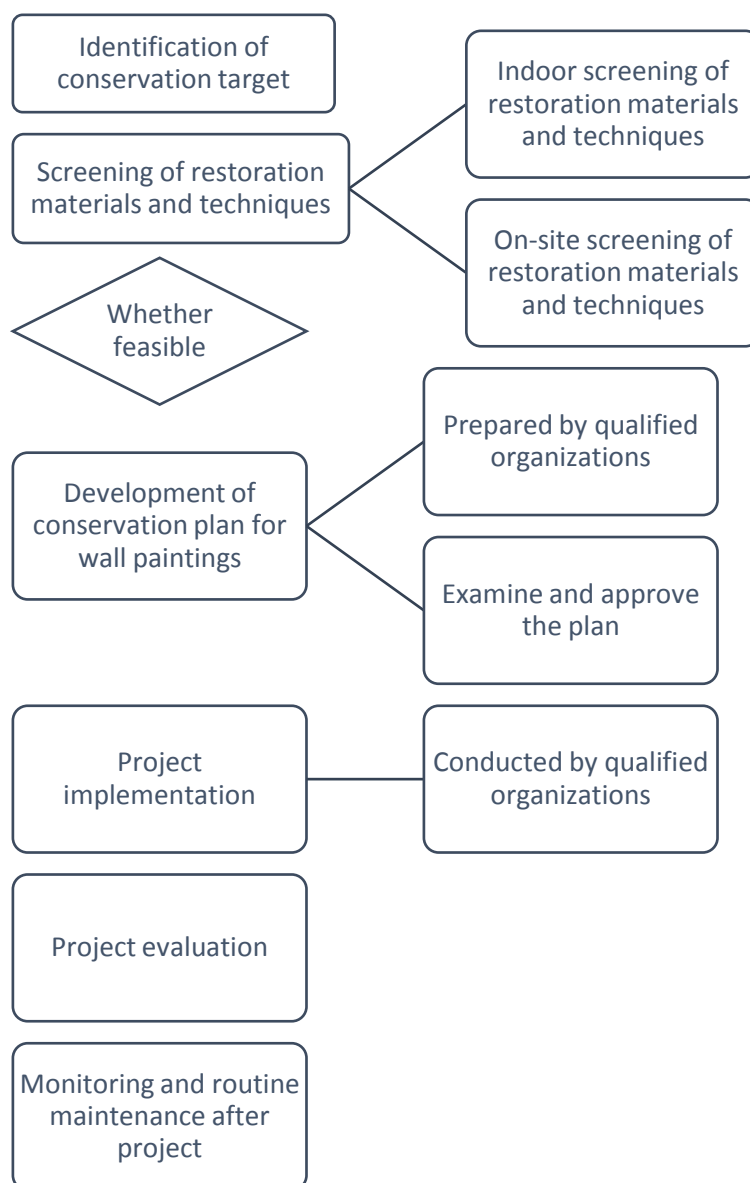 Identification of
conservation target
Screening of restoration
materials and techniques
Indoor screening of
restoration materials
and techniques
On-site screening of
restoration materials
and techniques
Whether
feasible
Development of
conservation plan for
wall paintings
Prepared by qualified
organizations
Examine and approve
the plan
Project
implementation
Conducted by qualified
organizations
Project evaluation
Monitoring and routine
maintenance after
project